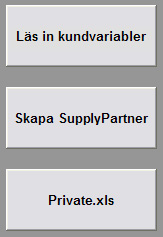 Läs in kundvariabler
Skapa SupplyPartner
Private.xls